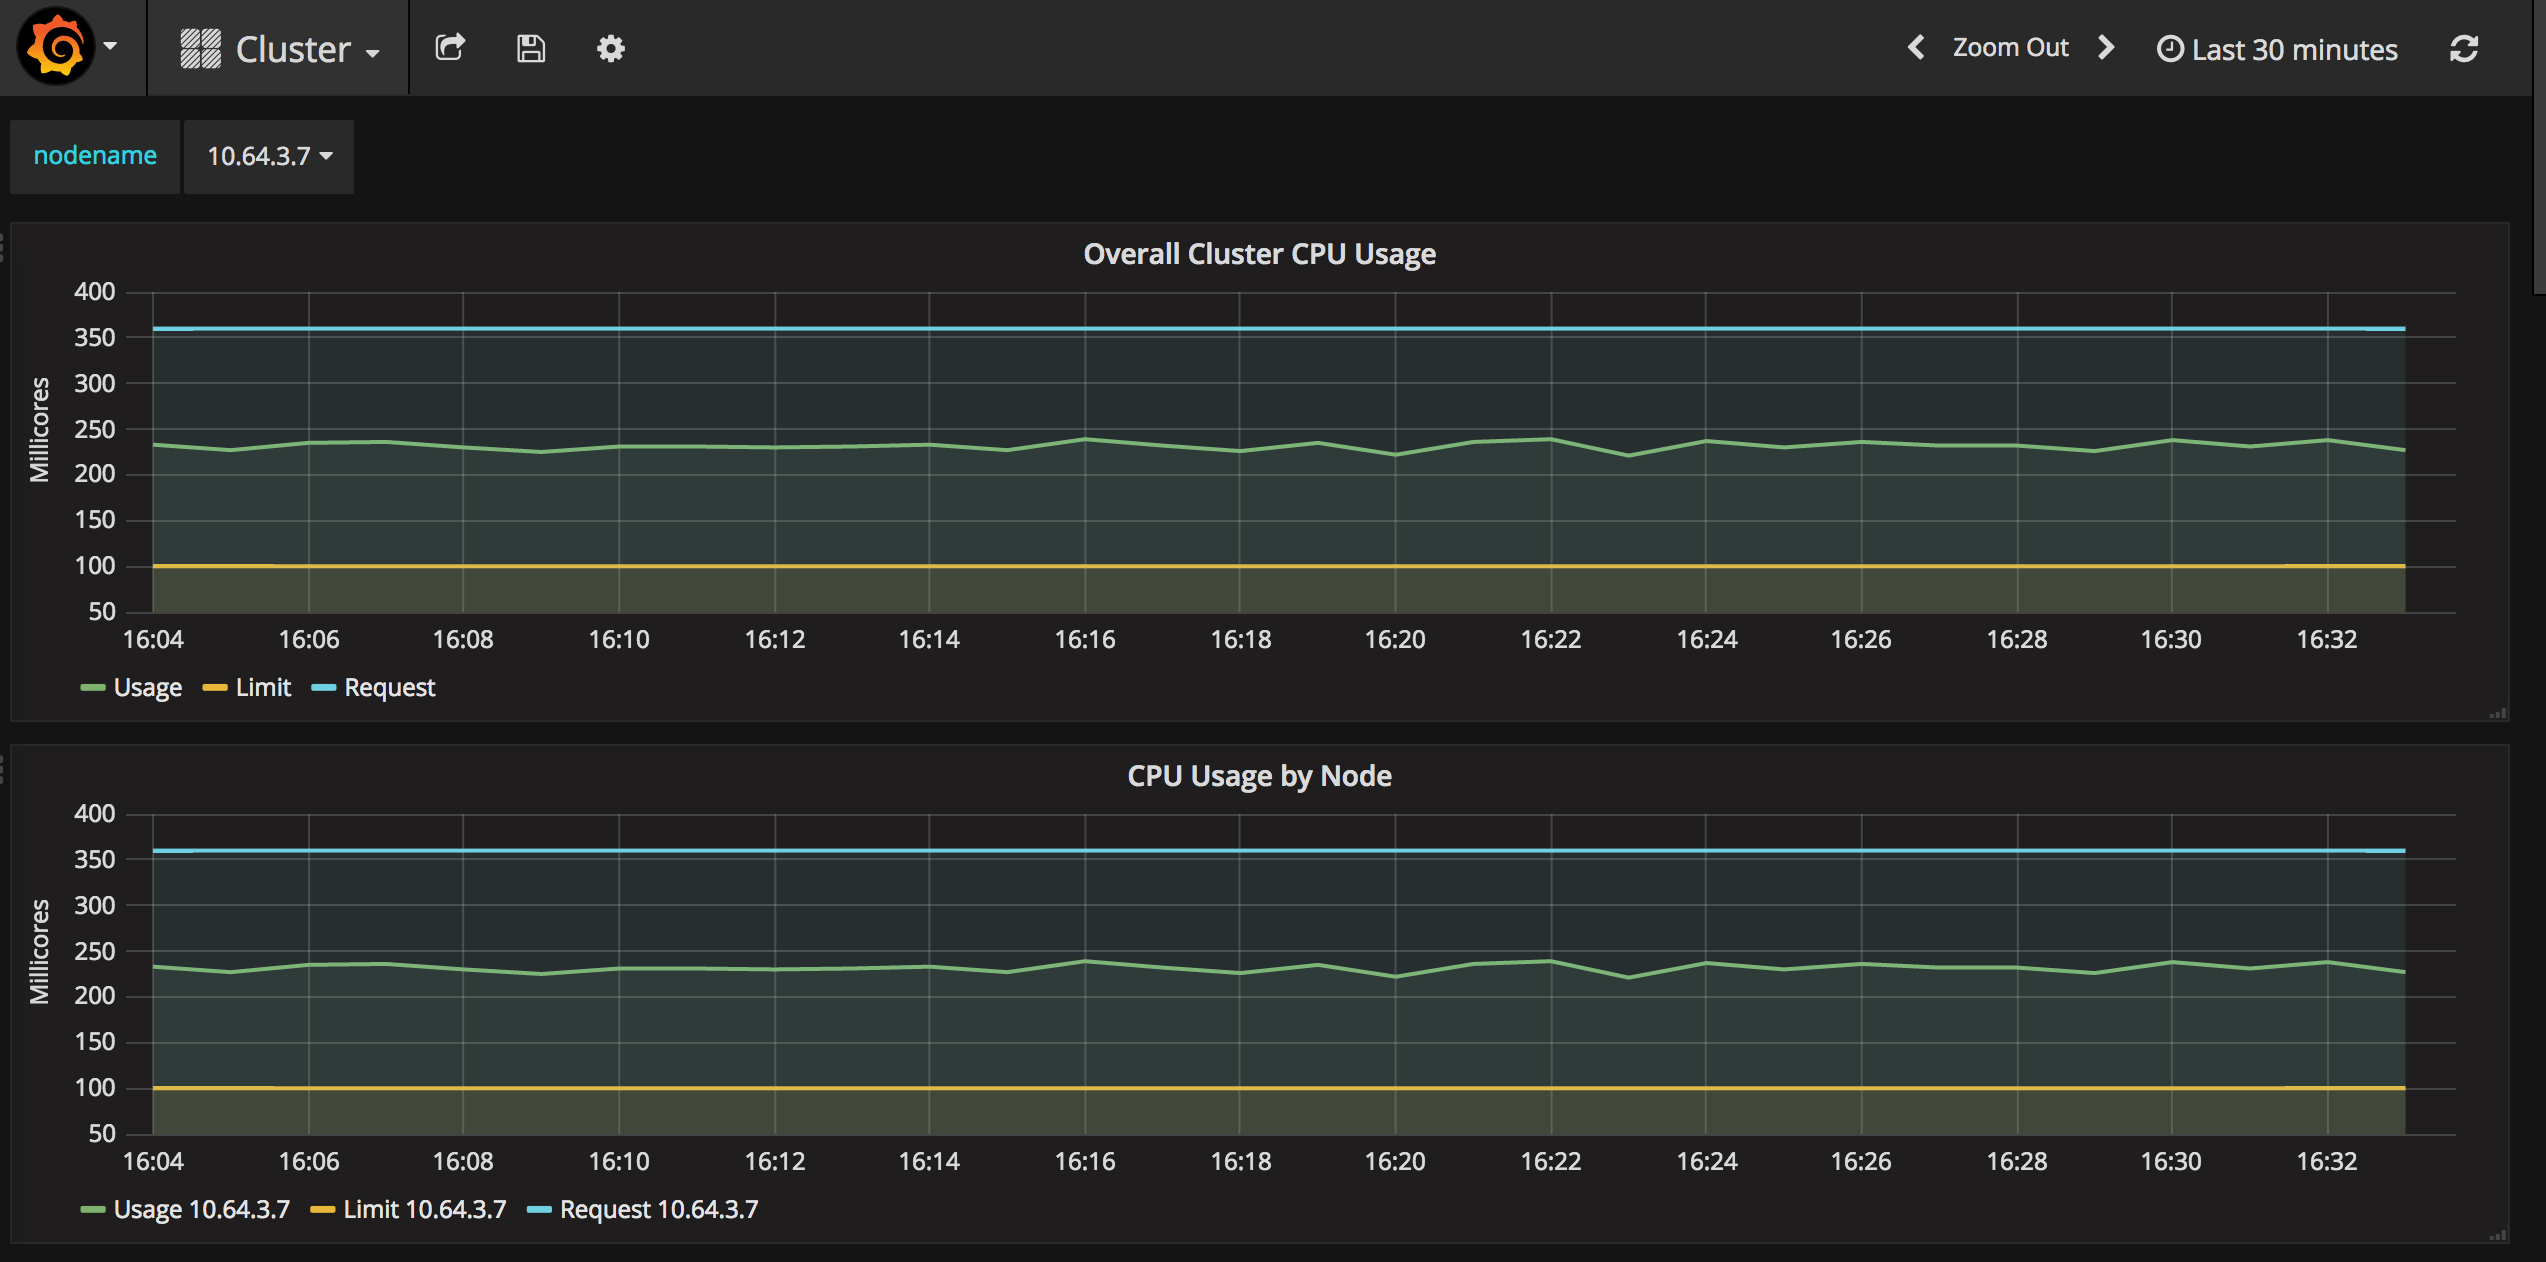 Cluster
Zoom Out
Last 30 minutes
nodename 10.64.3.7
Overall Cluster CPU Usage
Millicores
400
350
300
250
200
150
100
50
16:04 16:06 16:08 16:10 16:12 16:14 16:16 16:18 16:20 16:22 16:24 16:26 16:28 16:30 16:32
Usage Limit Request
CPU Usage by Node
Millicores
400
350
300
250
200
150
100
50
16:04 16:06 16:08 16:10 16:12 16:14 16:16 16:18 16:20 16:22 16:24 16:26 16:28 16:30 16:32
Usage 10.64.3.7 Limit 10.64.3.7 Request 10.64.3.7